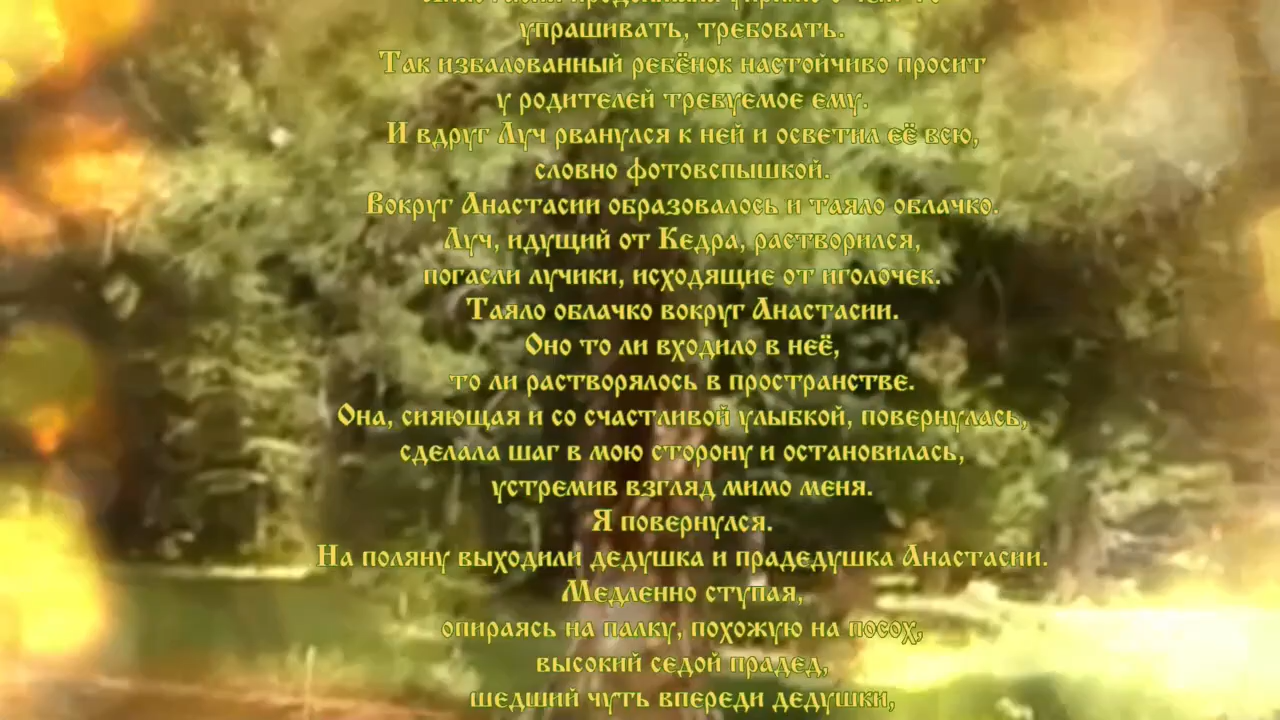 упрашивать, требовать.
Так избалованный ребёнок настойчиво просит
у родителей требуемое ему.
И вдруг Луч рванулся к ней и осветил её всю,
словно фотовспышкой.
Вокруг Анастасии образовалось и таяло облачко.
Луч, идущий от Кедра, растворился,
погасли лучики, исходящие от иголочек.
Таяло облачко вокруг Анастасии.
Оно то ли входило в неё,
то ли растворялось в пространстве.
Она, сияющая и со счастливой улыбкой, повернулась,
сделала шаг в мою сторону и остановилась,
устремив взгляд мимо меня.
Я повернулся.
На поляну выходили дедушка и прадедушка Анастасии.
Медленно ступая,
опираясь на палку, похожую на посох,
высокий седой прадед,
шедший чуть впереди дедушки,